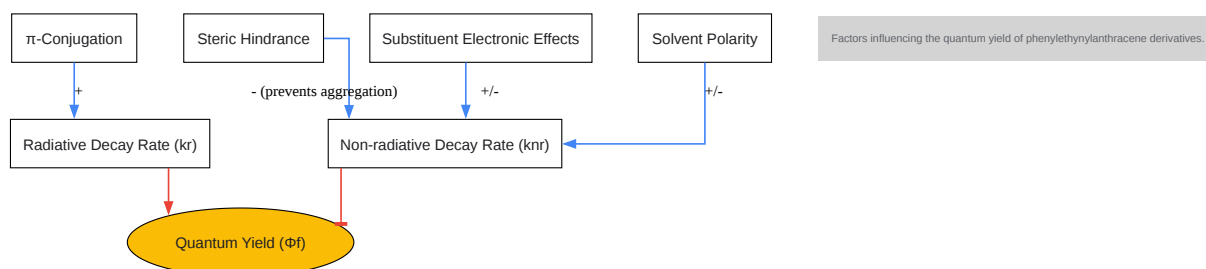 π-Conjugation
Steric Hindrance
Substituent Electronic Effects
Solvent Polarity
Factors influencing the quantum yield of phenylethynylanthracene derivatives.
+
- (prevents aggregation)
+/-
+/-
Radiative Decay Rate (kr)
Non-radiative Decay Rate (knr)
Quantum Yield (Φf)